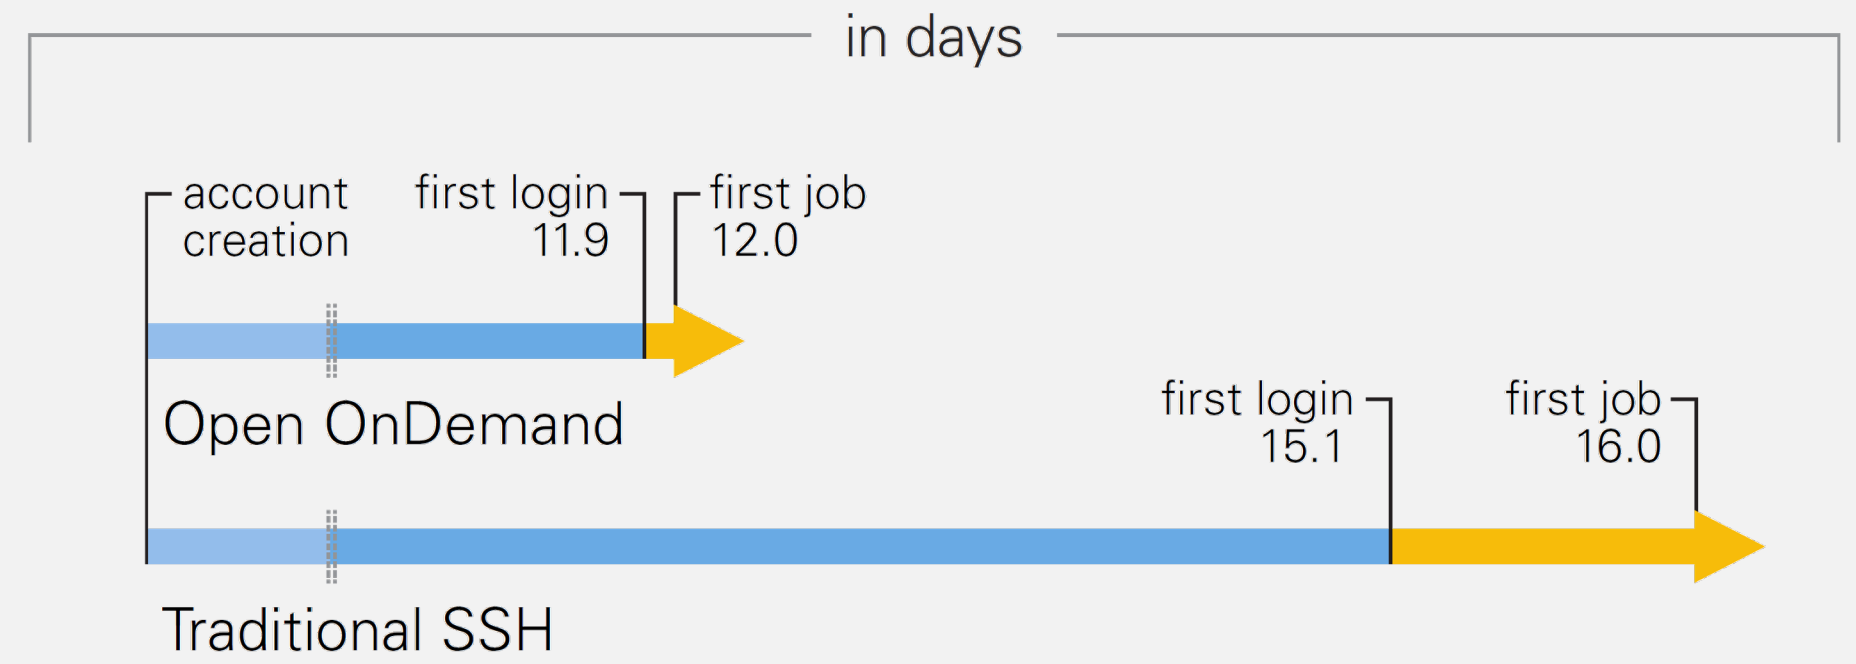 in days
account
creation
first login
11.9
first job
12.0
Open OnDemand
first login
15.1
first job
16.0
Traditional SSH